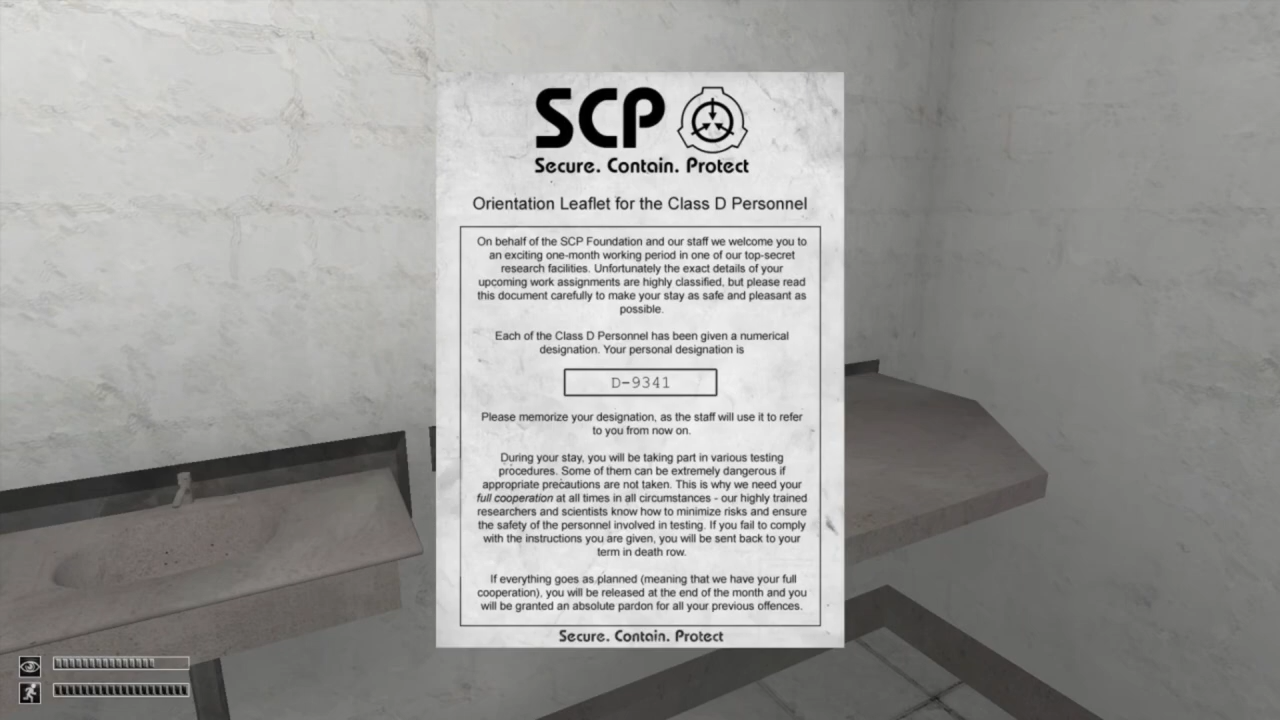 SCP
Secure. Contain. Protect
Orientation Leaflet for the Class D Personnel
On behalf of the SCP Foundation and our staff we welcome you to
an exciting one-month working period in one of our top-secret
research facilities. Unfortunately the exact details of your
upcoming work assignments are highly classified, but please read
this document carefully to make your stay as safe and pleasant as
possible.
Each of the Class D Personnel has been given a numerical
designation. Your personal designation is
D-9341
Please memorize your designation, as the staff will use it to refer
to you from now on.
During your stay, you will be taking part in various testing
procedures. Some of them can be extremely dangerous if
appropriate precautions are not taken. This is why we need your
full cooperation at all times in all circumstances - our highly trained
researchers and scientists know how to minimize risks and ensure
the safety of the personnel involved in testing. If you fail to comply
with the instructions you are given, you will be sent back to your
term in death row.
If everything goes as planned (meaning that we have your full
cooperation), you will be released at the end of the month and you
will be granted an absolute pardon for all your previous offences.
Secure. Contain. Protect